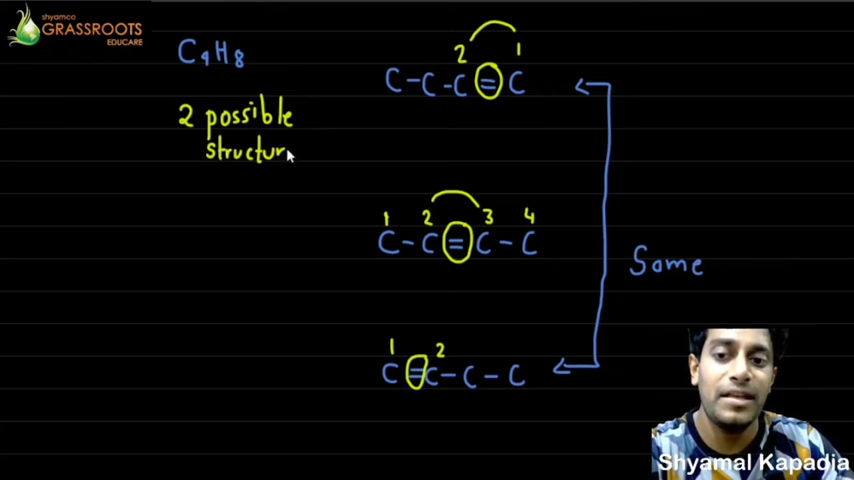 shyamco
GRASSROOTS
EDUCARE
C4H8
2 possible
structur
2 1
C-C-C=C
1 2 3 4
C-C=C-C
Same
1 2
C=C-C-C
Shyamal Kapadia